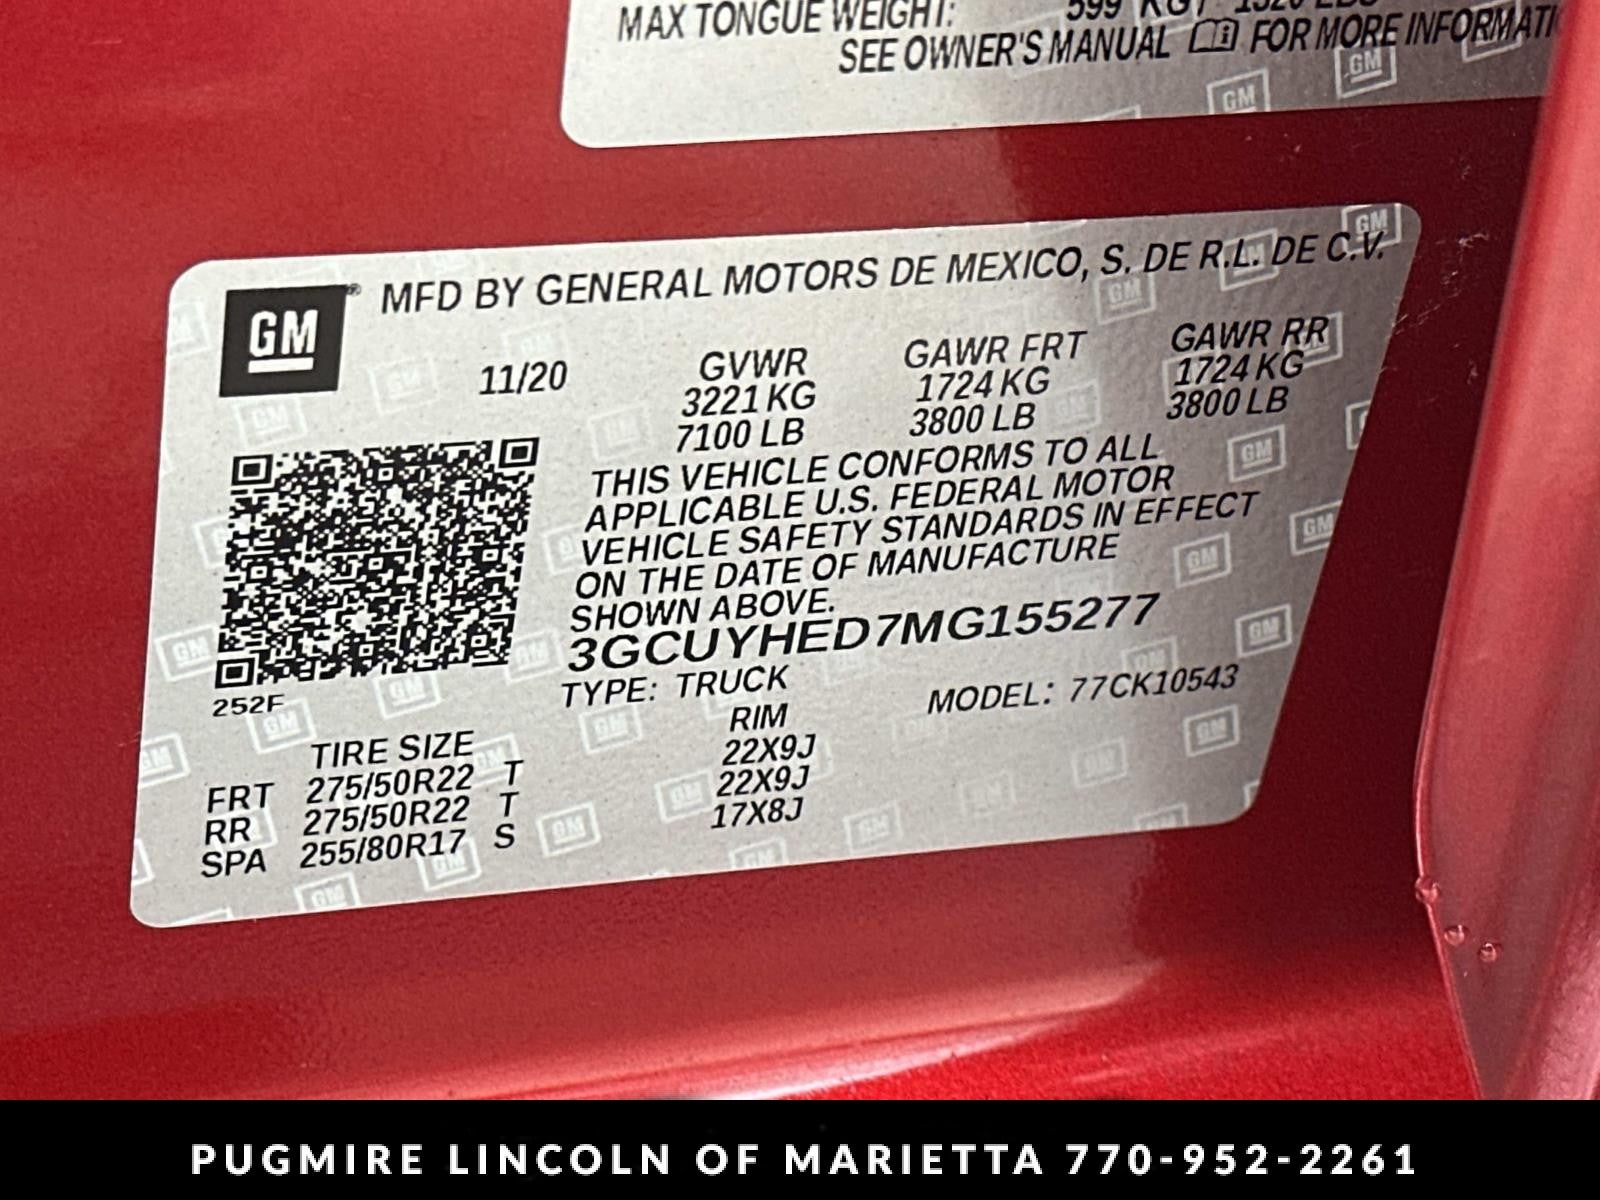 MAX TONGUE WEIGHT: 599 KG
SEE OWNER'S MANUAL FOR MORE INFORMATI
GM
MFD BY GENERAL MOTORS DE MEXICO, S. DE R.L. DE C.V.
11/20 GVWR GAWR FRT GAWR RR
3221 KG 1724 KG 1724 KG
7100 LB 3800 LB 3800 LB
THIS VEHICLE CONFORMS TO ALL
APPLICABLE U.S. FEDERAL MOTOR
VEHICLE SAFETY STANDARDS IN EFFECT
ON THE DATE OF MANUFACTURE
SHOWN ABOVE.
3GCUYHED7MG155277
252F
TYPE: TRUCK MODEL: 77CK10543
TIRE SIZE RIM
FRT 275/50R22 T 22X9J
RR 275/50R22 T 22X9J
SPA 255/80R17 S 17X8J
PUGMIRE LINCOLN OF MARIETTA 770-952-2261